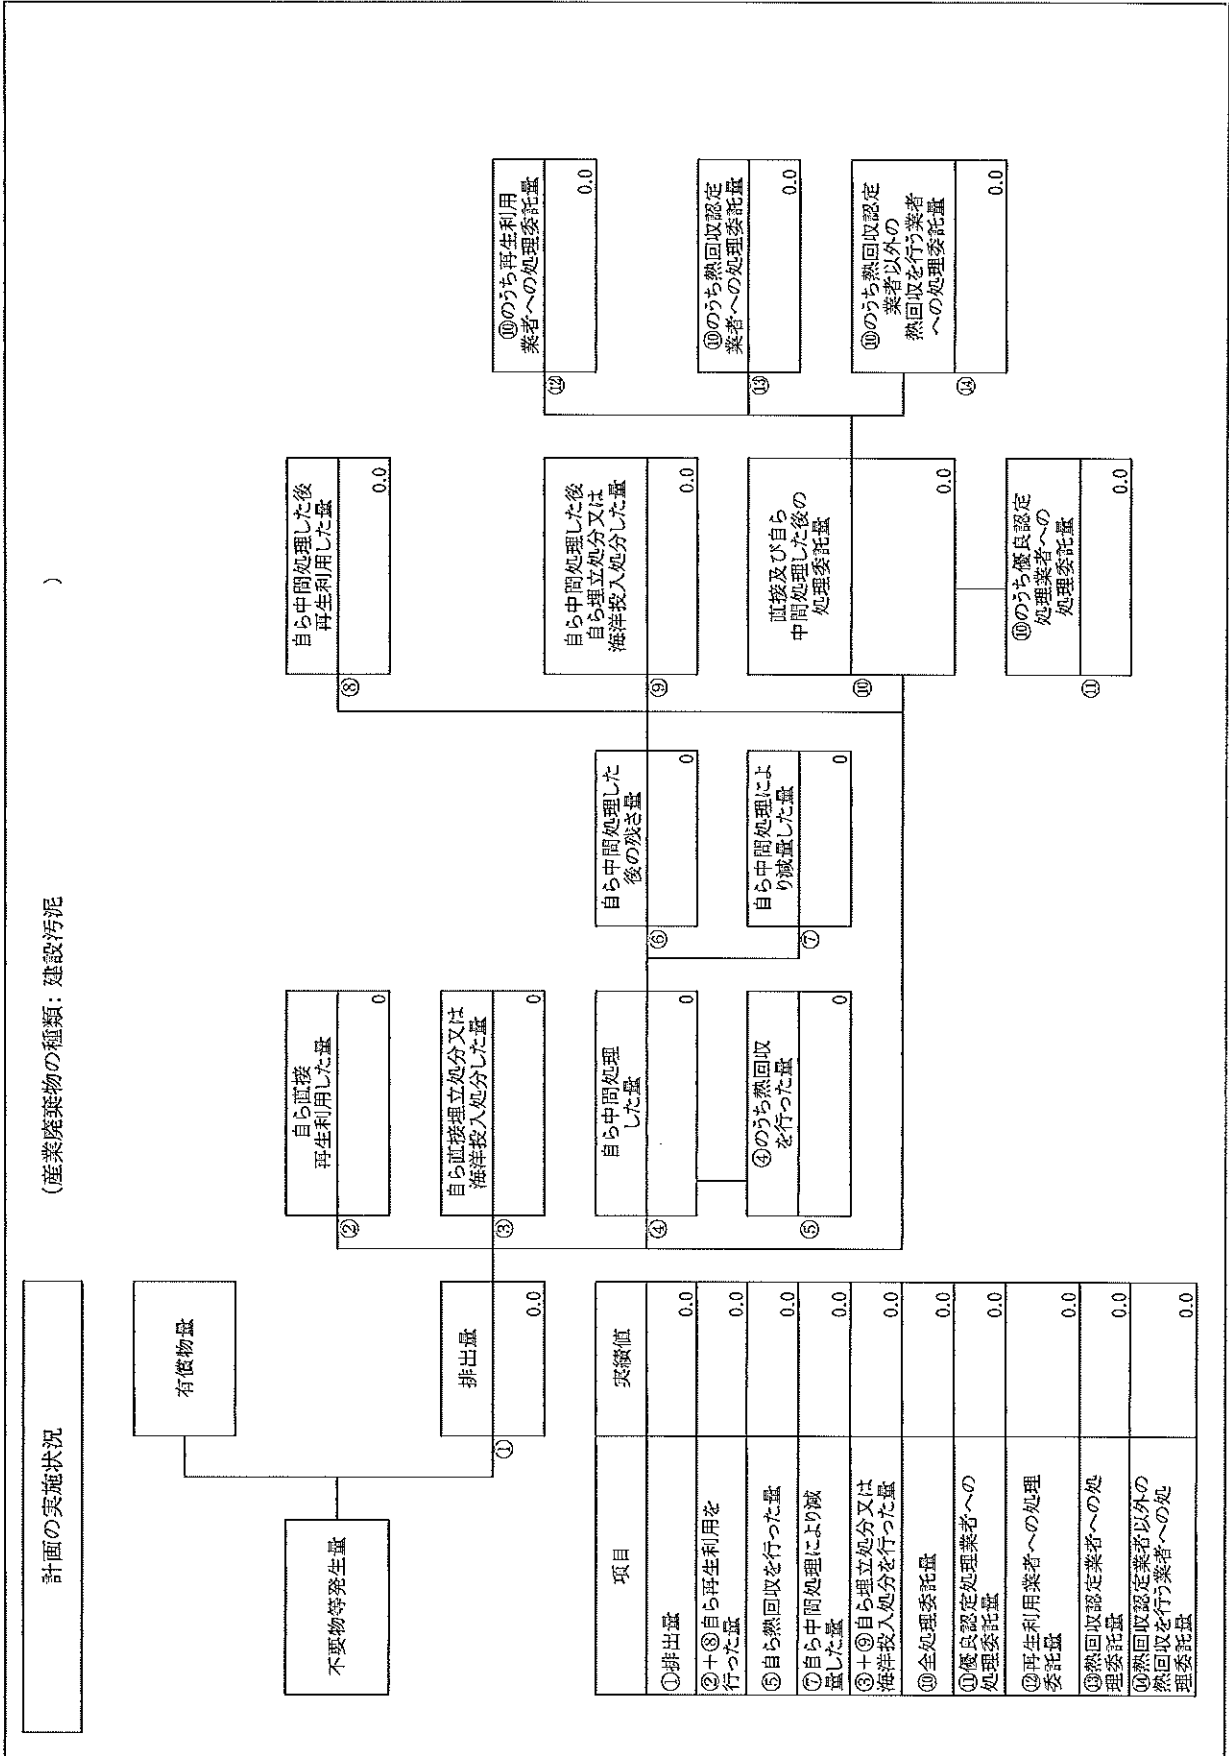 計画の実施状況
(産業廃棄物の種類: 建設汚泥 )
不要物等発生量
有償物量
①
排出量
0.0
②
自ら直接
再生利用した量
0
③
自ら直接埋立処分又は
海洋投入処分した量
0
④
自ら中間処理
した量
0
⑤
④のうち熱回収
を行った量
0
⑥
自ら中間処理した
後の残さ量
0
⑦
自ら中間処理によ
り減量した量
0
⑧
自ら中間処理した後
再生利用した量
0.0
⑨
自ら中間処理した後
自ら埋立処分又は
海洋投入処分した量
0.0
⑩
直接及び自ら
中間処理した後の
処理委託量
0.0
⑪
⑩のうち優良認定
処理業者への
処理委託量
0.0
⑫
⑩のうち再生利用
業者への処理委託量
0.0
⑬
⑩のうち熱回収認定
業者への処理委託量
0.0
⑭
⑩のうち熱回収認定
業者以外の
熱回収を行う業者
への処理委託量
0.0
項目 実績値
①排出量 0.0
②+⑧自ら再生利用を
行った量 0.0
⑤自ら熱回収を行った量 0.0
⑦自ら中間処理により減
量した量 0.0
③+⑨自ら埋立処分又は
海洋投入処分を行った量 0.0
⑩全処理委託量 0.0
⑪優良認定処理業者への
処理委託量 0.0
⑫再生利用業者への処理
委託量 0.0
⑬熱回収認定業者への処
理委託量 0.0
⑭熱回収認定業者以外の
熱回収を行う業者への処
理委託量 0.0